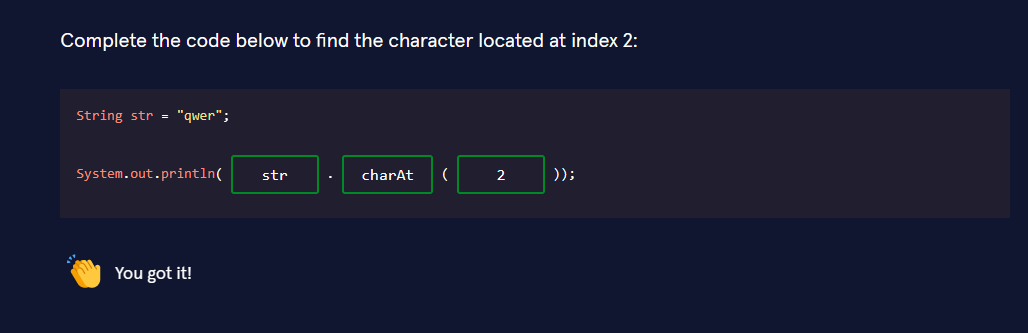 Complete the code below to find the character located at index 2:
String str = "qwer";
System.out.println( str . charAt ( 2 ));
You got it!